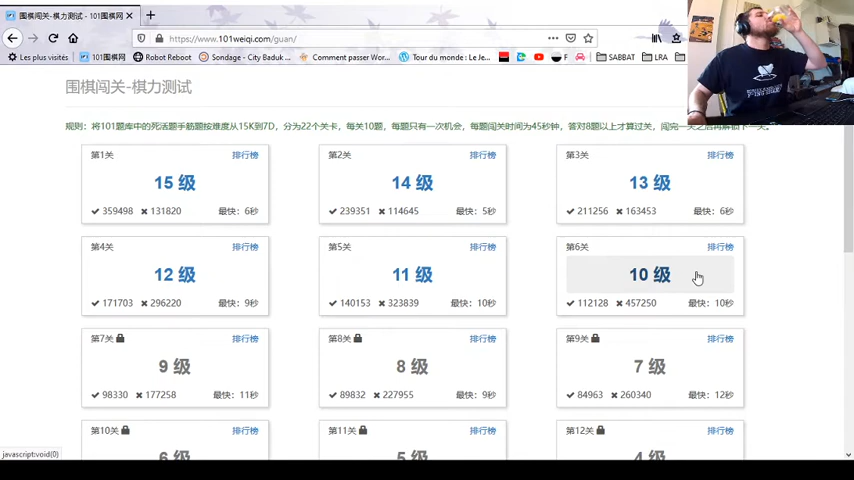 围棋闯关-棋力测试 - 101围棋网
https://www.101weiqi.com/guan/
Les plus visités 101围棋网 Robot Reboot Sondage - City Baduk Comment passer Wor... Tour du monde : Le Je... SABBAT LRA
围棋闯关-棋力测试
规则：将101题库中的死活题手筋题按难度从15K到7D，分为22个关卡，每关10题，每题只有一次机会，每题闯关时间为45秒钟，答对8题以上才算过关，闯完一关之后再解锁下一关。
第1关 排行榜
15 级
359498 131820 最快：6秒
第2关 排行榜
14 级
239351 114645 最快：5秒
第3关 排行榜
13 级
211256 163453 最快：6秒
第4关 排行榜
12 级
171703 296220 最快：9秒
第5关 排行榜
11 级
140153 323839 最快：10秒
第6关 排行榜
10 级
112128 457250 最快：10秒
第7关 排行榜
9 级
98330 177258 最快：11秒
第8关 排行榜
8 级
89832 227955 最快：9秒
第9关 排行榜
7 级
84963 260340 最快：12秒
第10关 排行榜
6 级
第11关 排行榜
5 级
第12关 排行榜
4 级
javascript:void(0)